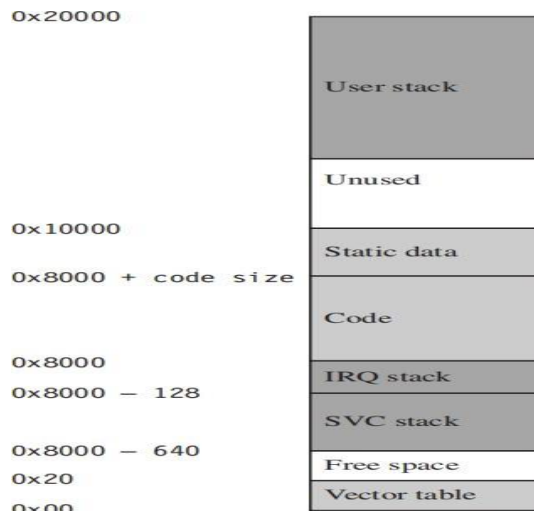 0x20000
User stack
Unused
0x10000
Static data
0x8000 + code size
Code
0x8000
IRQ stack
0x8000 – 128
SVC stack
0x8000 – 640
Free space
0x20
Vector table
0x00